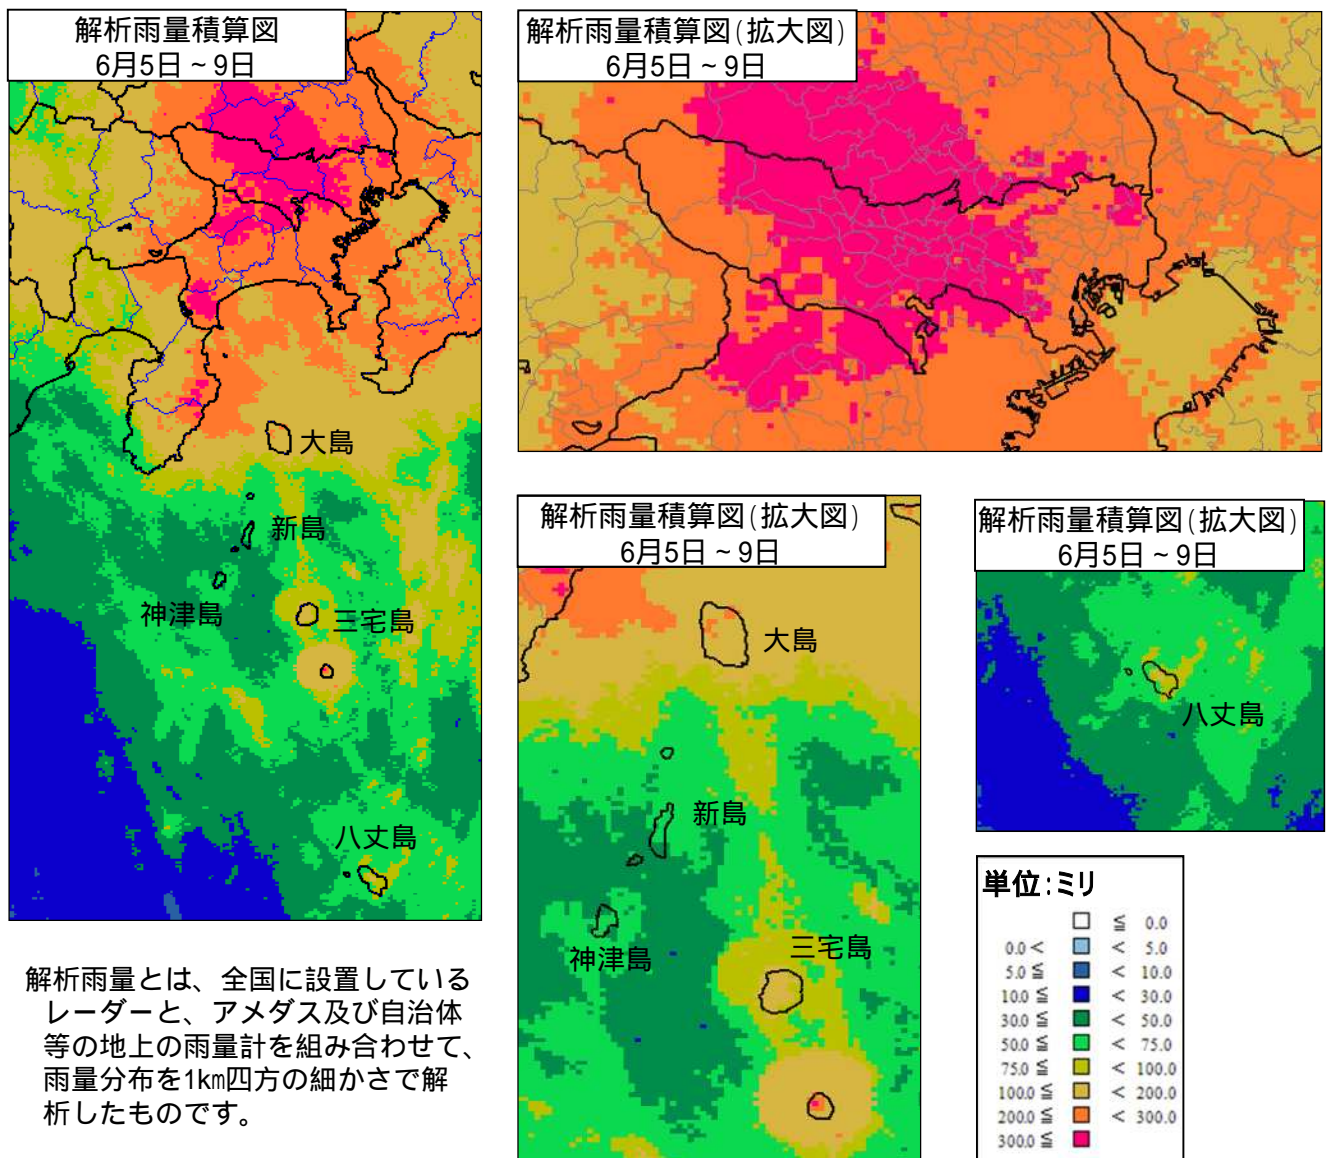 解析雨量積算図
6月5日～9日
大島
新島
神津島
三宅島
八丈島
解析雨量積算図(拡大図)
6月5日～9日
解析雨量積算図(拡大図)
6月5日～9日
大島
新島
神津島
三宅島
解析雨量積算図(拡大図)
6月5日～9日
八丈島
単位:ミリ
≦ 0.0
0.0 < < 5.0
5.0 ≦ < 10.0
10.0 ≦ < 30.0
30.0 ≦ < 50.0
50.0 ≦ < 75.0
75.0 ≦ < 100.0
100.0 ≦ < 200.0
200.0 ≦ < 300.0
300.0 ≦
解析雨量とは、全国に設置している
レーダーと、アメダス及び自治体
等の地上の雨量計を組み合わせて、
雨量分布を1km四方の細かさで解
析したものです。